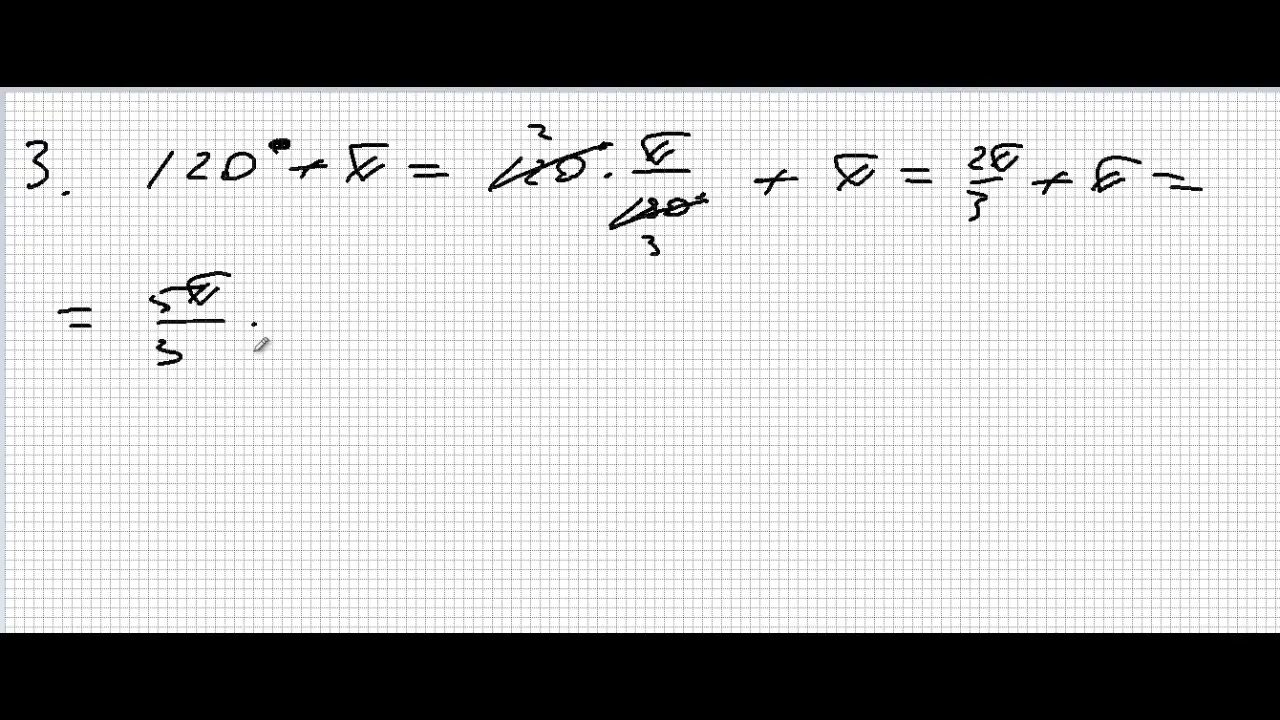 3. 120° + π = 120° · π/180° + π = 2π/3 + π =
= 5π/3 .